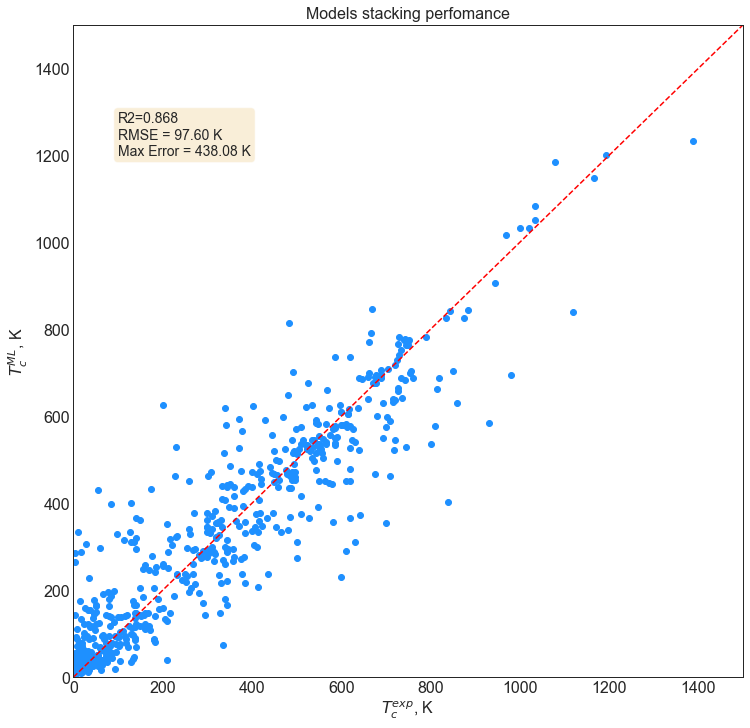 Models stacking perfomance
1400
R2=0.868
RMSE = 97.60 K
Max Error = 438.08 K
1200
1000
800
600
400
200
0
T_c^{ML}, K
0 200 400 600 800 1000 1200 1400
T_c^{exp}, K